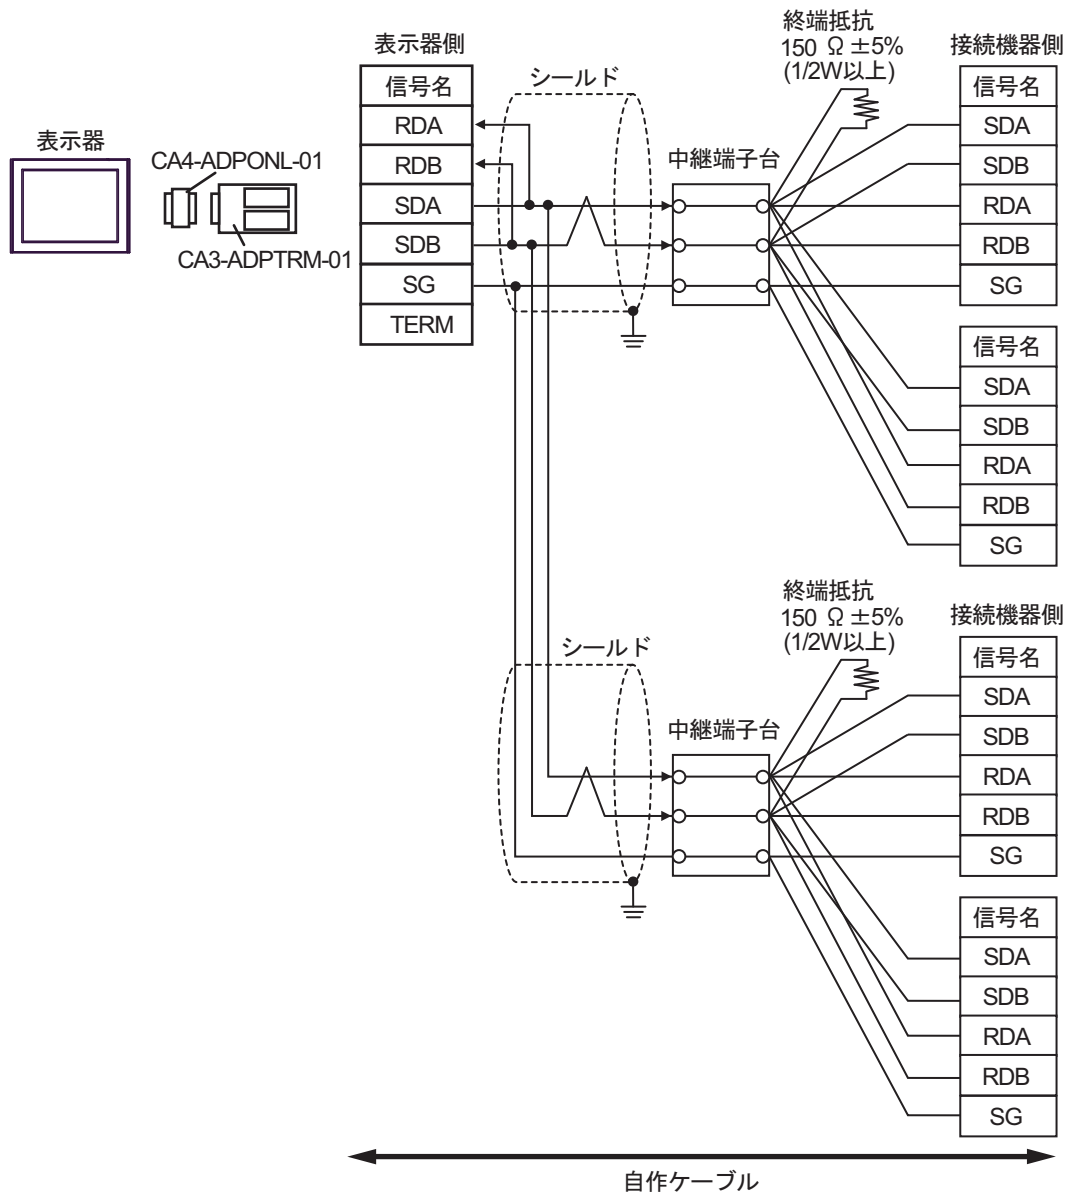 表示器
CA4-ADPONL-01
CA3-ADPTRM-01
表示器側
信号名
RDA
RDB
SDA
SDB
SG
TERM
シールド
中継端子台
終端抵抗
150 Ω ±5%
(1/2W以上)
接続機器側
信号名
SDA
SDB
RDA
RDB
SG
信号名
SDA
SDB
RDA
RDB
SG
シールド
中継端子台
終端抵抗
150 Ω ±5%
(1/2W以上)
接続機器側
信号名
SDA
SDB
RDA
RDB
SG
信号名
SDA
SDB
RDA
RDB
SG
自作ケーブル